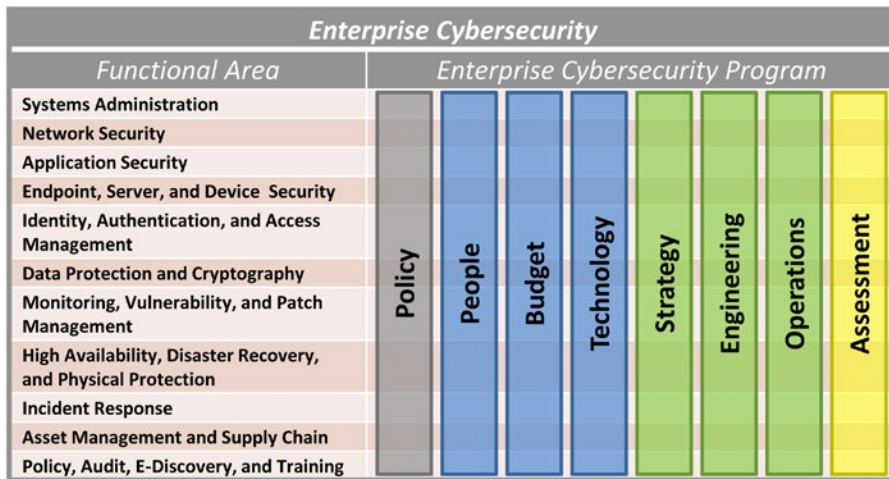 Enterprise Cybersecurity
Functional Area
Enterprise Cybersecurity Program
Systems Administration
Network Security
Application Security
Endpoint, Server, and Device Security
Identity, Authentication, and Access
Management
Data Protection and Cryptography
Monitoring, Vulnerability, and Patch
Management
High Availability, Disaster Recovery,
and Physical Protection
Incident Response
Asset Management and Supply Chain
Policy, Audit, E-Discovery, and Training
Policy
People
Budget
Technology
Strategy
Engineering
Operations
Assessment